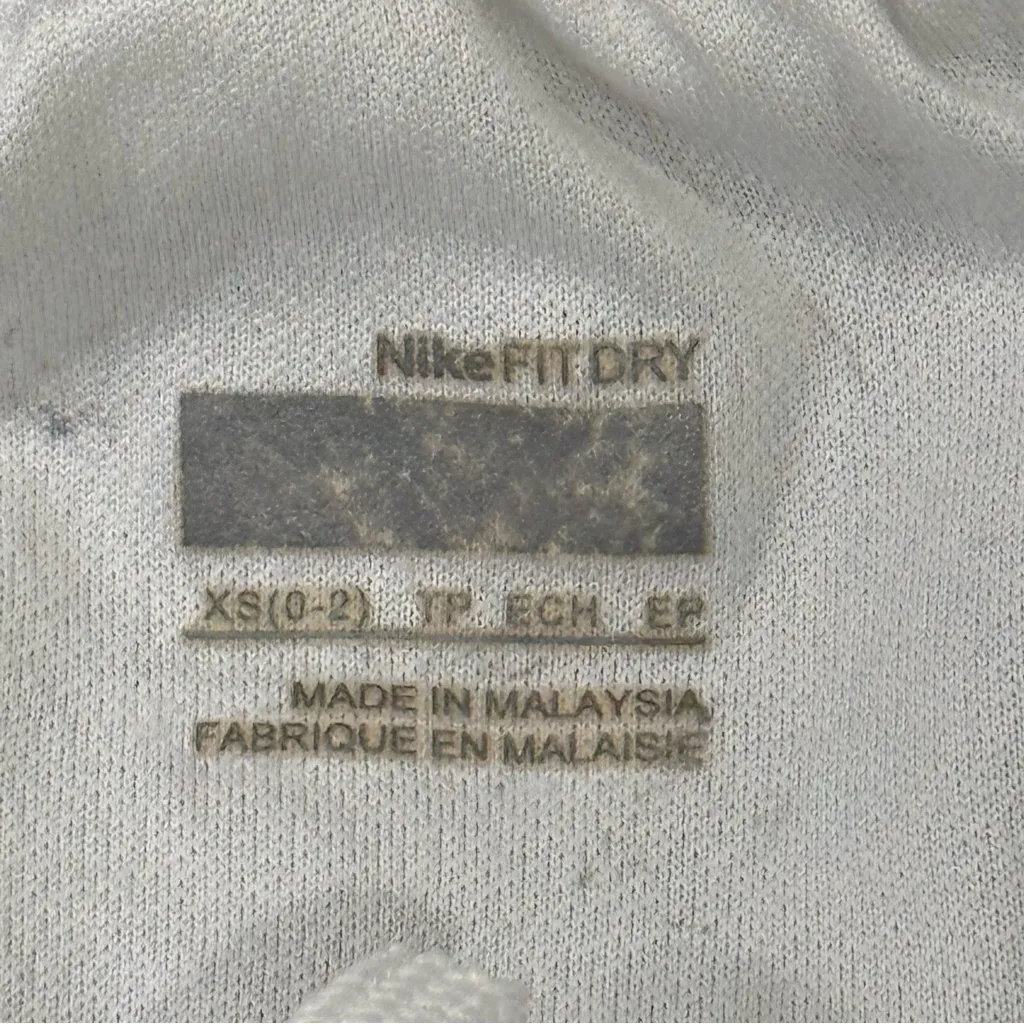 Nike FIT DRY
XS(0-2) TP ECH EP
MADE IN MALAYSIA
FABRIQUE EN MALAISIE